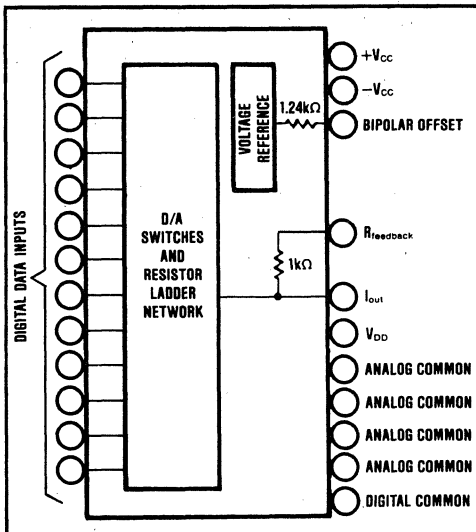 DIGITAL DATA INPUTS
D/A
SWITCHES
AND
RESISTOR
LADDER
NETWORK
VOLTAGE
REFERENCE
1.24kΩ
1kΩ
+VCC
−VCC
BIPOLAR OFFSET
Rfeedback
Iout
VDD
ANALOG COMMON
ANALOG COMMON
ANALOG COMMON
ANALOG COMMON
DIGITAL COMMON